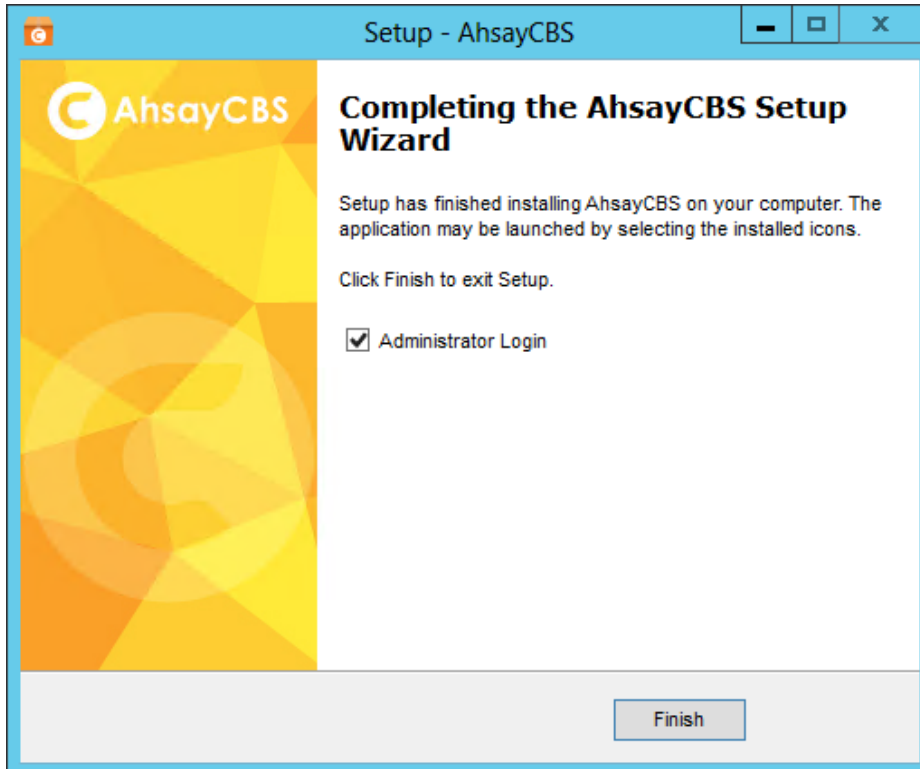 Setup - AhsayCBS
AhsayCBS
Completing the AhsayCBS Setup
Wizard
Setup has finished installing AhsayCBS on your computer. The
application may be launched by selecting the installed icons.
Click Finish to exit Setup.
Administrator Login
Finish